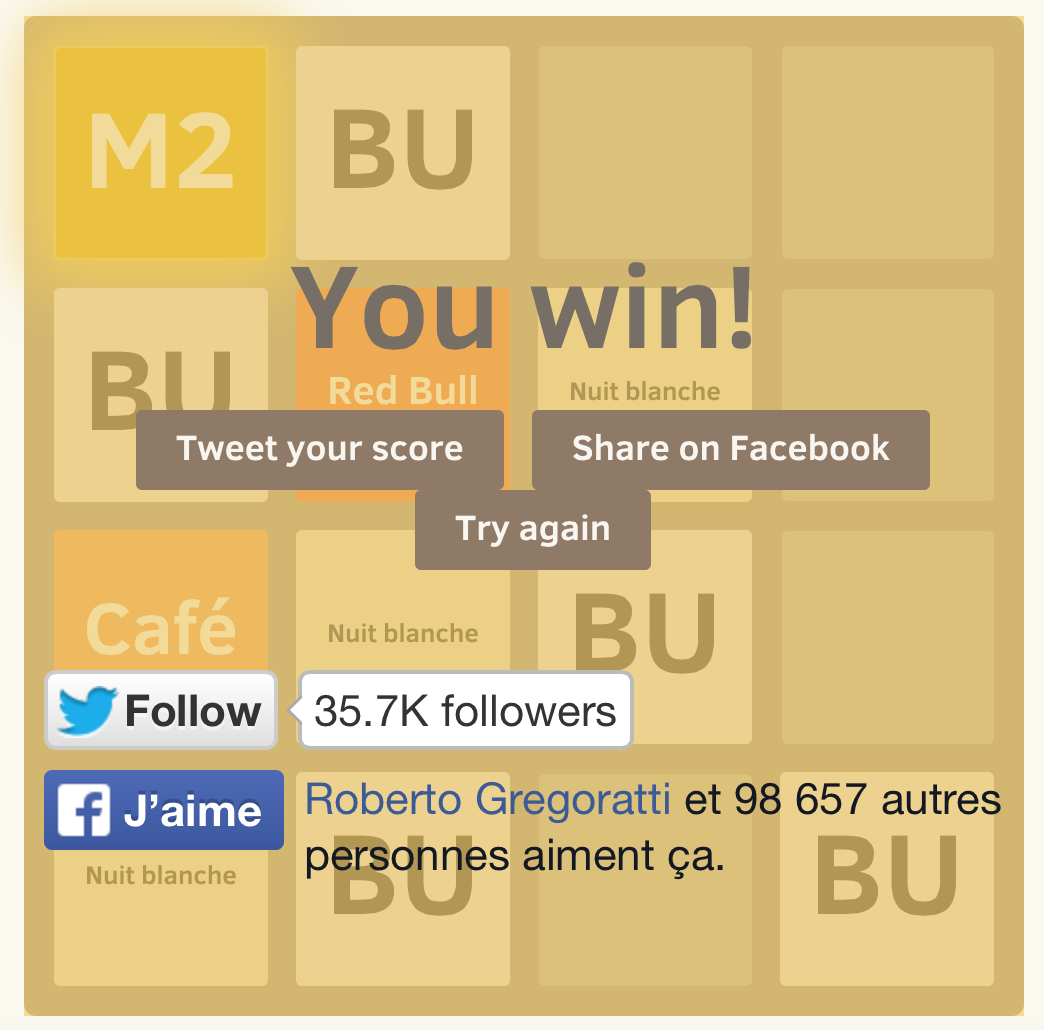 M2 BU
You win!
BU Red Bull Nuit blanche
Tweet your score Share on Facebook
Try again
Café Nuit blanche BU
Follow 35.7K followers
J'aime Roberto Gregoratti et 98 657 autres
personnes aiment ça.
Nuit blanche BU BU